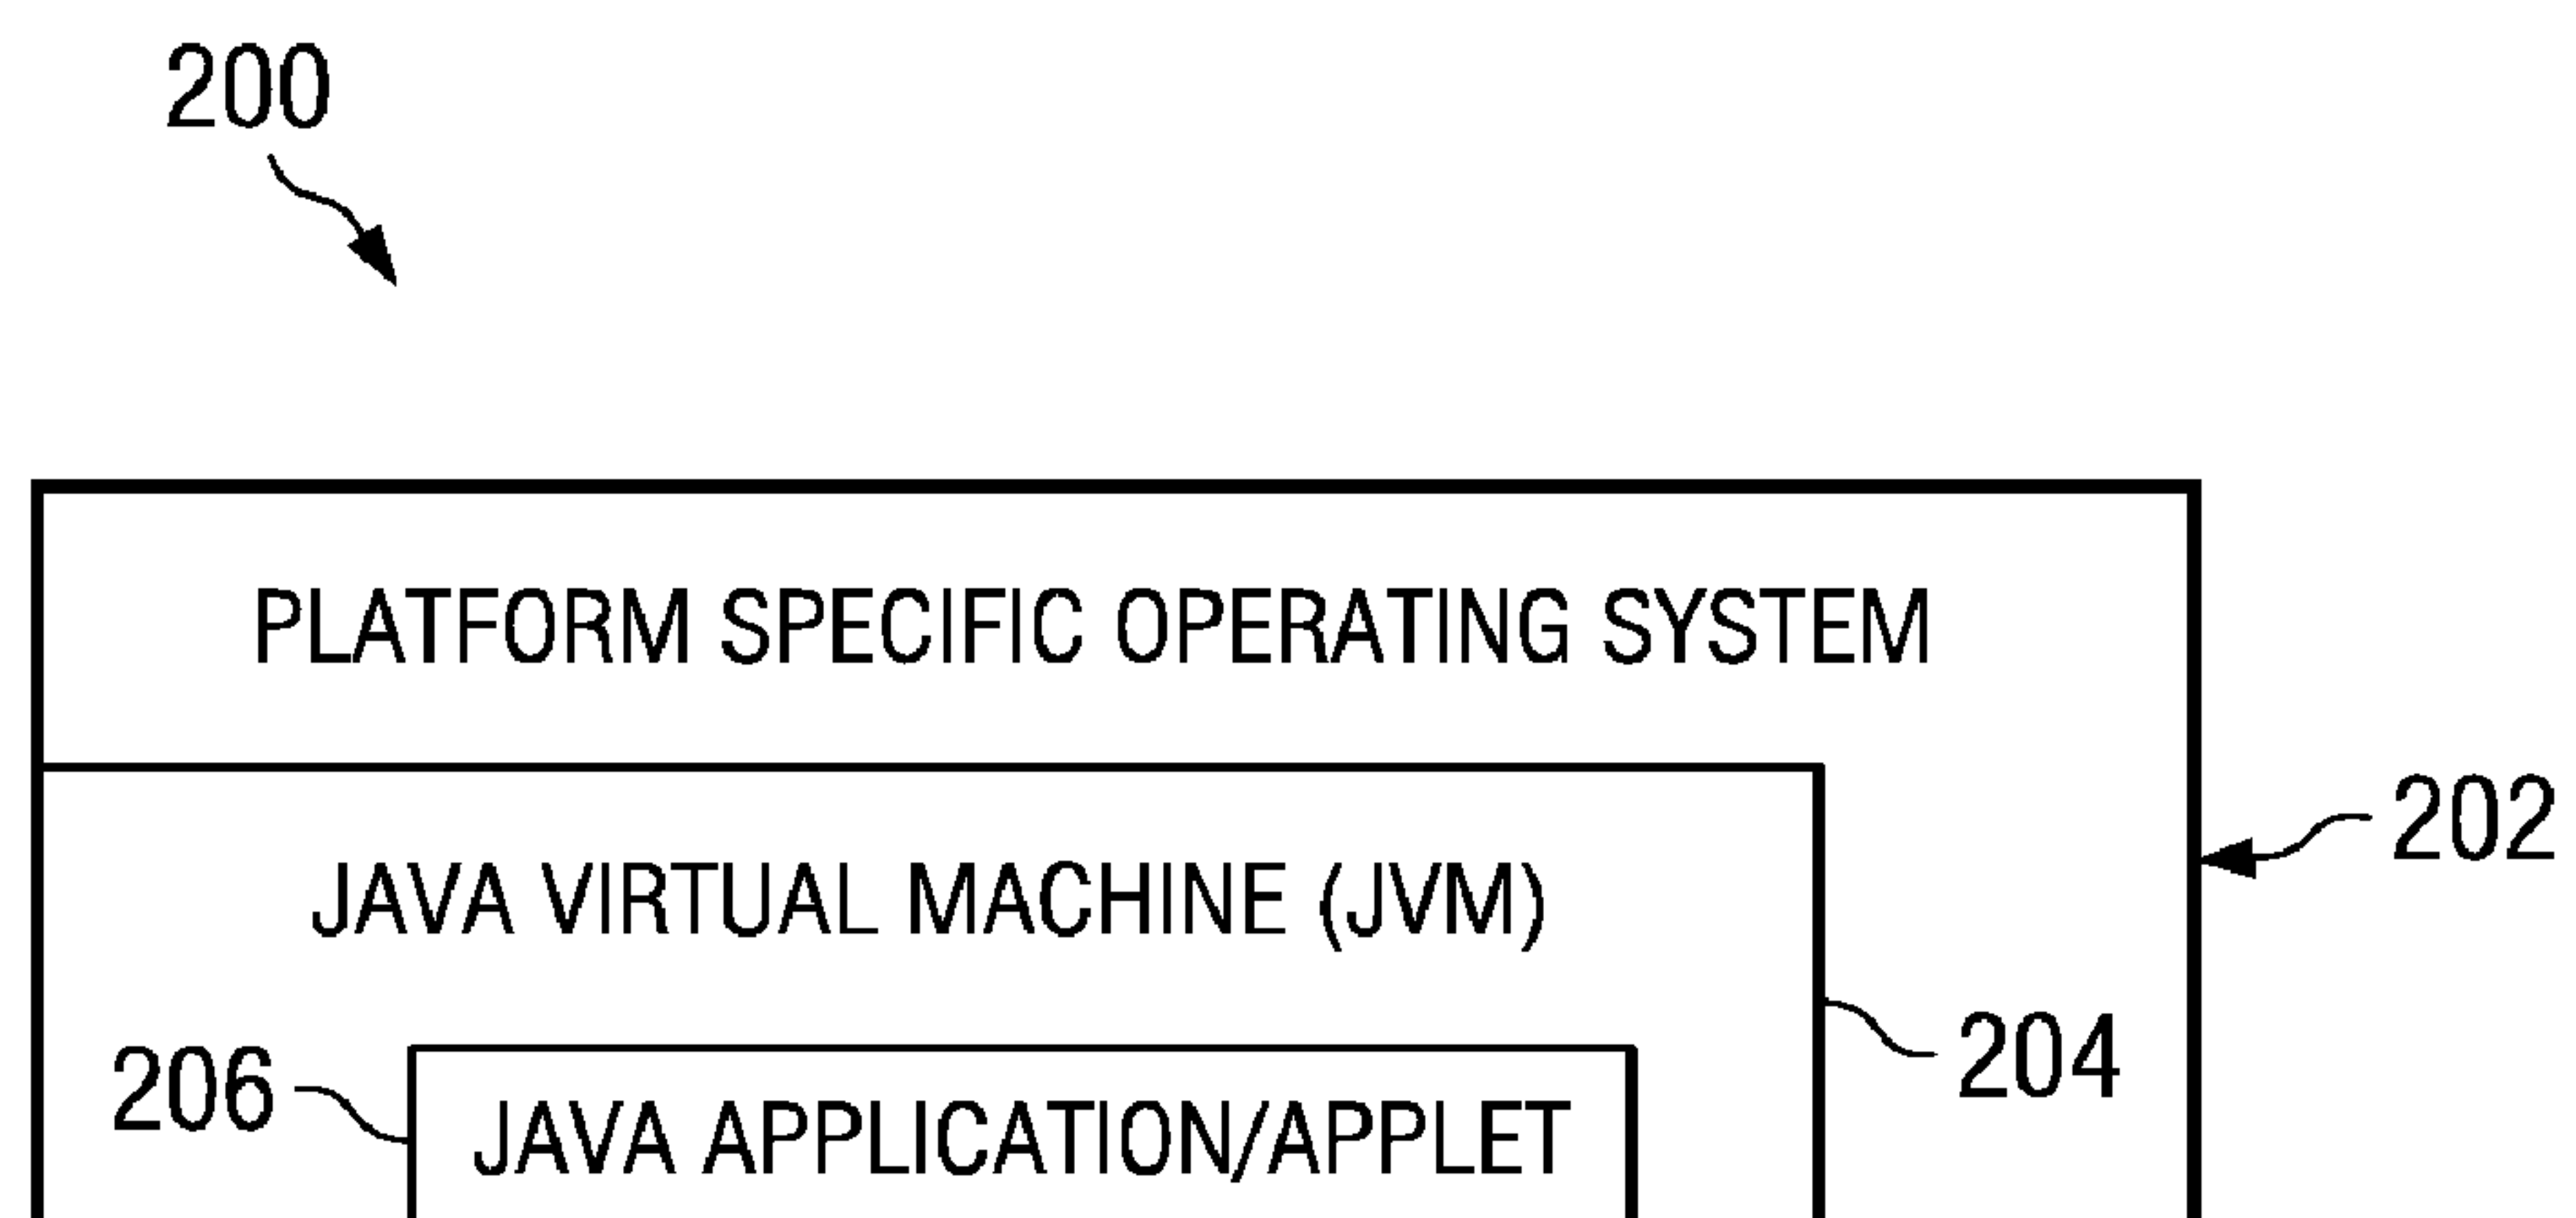 200
PLATFORM SPECIFIC OPERATING SYSTEM
202
JAVA VIRTUAL MACHINE (JVM)
204
206
JAVA APPLICATION/APPLET